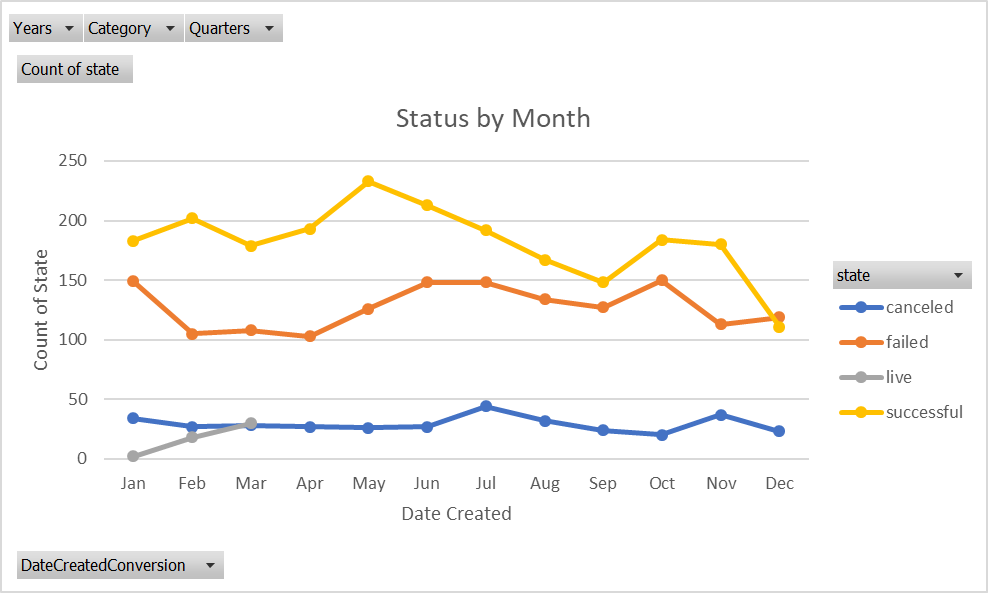 Years Category Quarters
Count of state
Status by Month
250
200
150
100
50
0
Count of State
Jan Feb Mar Apr May Jun Jul Aug Sep Oct Nov Dec
Date Created
state
canceled
failed
live
successful
DateCreatedConversion